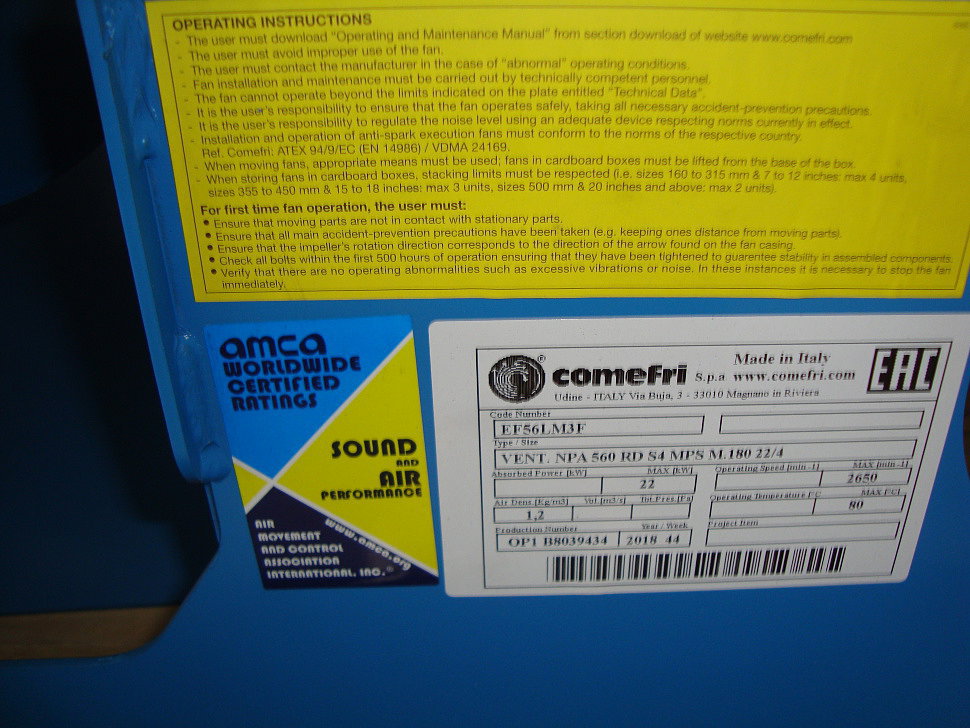 OPERATING INSTRUCTIONS
- The user must download "Operating and Maintenance Manual" from section download of website www.comefri.com
- The user must avoid improper use of the fan.
- The user must contact the manufacturer in the case of "abnormal" operating conditions.
- Fan installation and maintenance must be carried out by technically competent personnel.
- The fan cannot operate beyond the limits indicated on the plate entitled "Technical Data".
- It is the user's responsibility to ensure that the fan operates safely, taking all necessary accident-prevention precautions.
- It is the user's responsibility to regulate the noise level using an adequate device respecting norms currently in effect.
- Installation and operation of anti-spark execution fans must conform to the norms of the respective country.
Ref. Comefri: ATEX 94/9/EC (EN 14986) / VDMA 24169.
- When moving fans, appropriate means must be used; fans in cardboard boxes must be lifted from the base of the box.
- When storing fans in cardboard boxes, stacking limits must be respected (i.e. sizes 160 to 315 mm & 7 to 12 inches: max 4 units,
sizes 355 to 450 mm & 15 to 18 inches: max 3 units, sizes 500 mm & 20 inches and above: max 2 units).
For first time fan operation, the user must:
• Ensure that moving parts are not in contact with stationary parts.
• Ensure that all main accident-prevention precautions have been taken (e.g. keeping ones distance from moving parts).
• Ensure that the impeller's rotation direction corresponds to the direction of the arrow found on the fan casing.
• Check all bolts within the first 500 hours of operation ensuring that they have been tightened to guarentee stability in assembled components.
• Verify that there are no operating abnormalities such as excessive vibrations or noise. In these instances it is necessary to stop the fan
immediately.
amca
WORLDWIDE
CERTIFIED
RATINGS
SOUND
AND
AIR
PERFORMANCE
AIR
MOVEMENT
AND CONTROL
ASSOCIATION
INTERNATIONAL, INC.®
www.amca.org
® comefri S.p.a
Made in Italy
www.comefri.com
Udine - ITALY Via Buja, 3 - 33010 Magnano in Riviera
EAC
Code Number
EF56LM3F
Type / Size
VENT. NPA 560 RD S4 MPS M.180 22/4
Absorbed Power [kW] MAX [kW] Operating Speed [min -1] MAX [min -1]
22 2650
Air Dens.[Kg/m3] Vol.[m3/s] Tot.Pres.[Pa] Operating Temperature [°C MAX [°C]
1,2 80
Production Number Year / Week Project Item
OP1 B8039434 2018 44